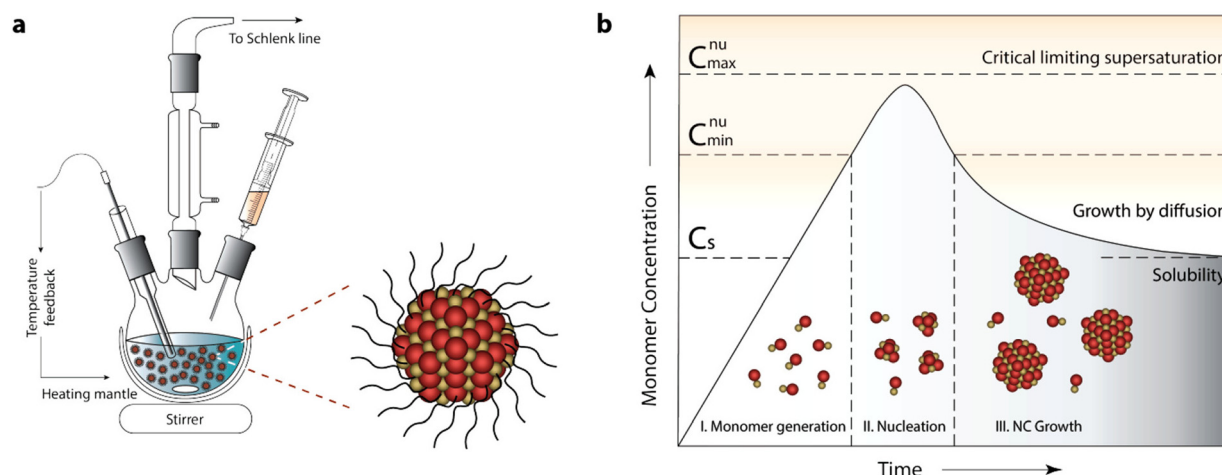 a
To Schlenk line
Temperature
feedback
Heating mantle
Stirrer
b
Monomer Concentration
C nu max
Critical limiting supersaturation
C nu min
Growth by diffusion
Cs
Solubility
I. Monomer generation
II. Nucleation
III. NC Growth
Time